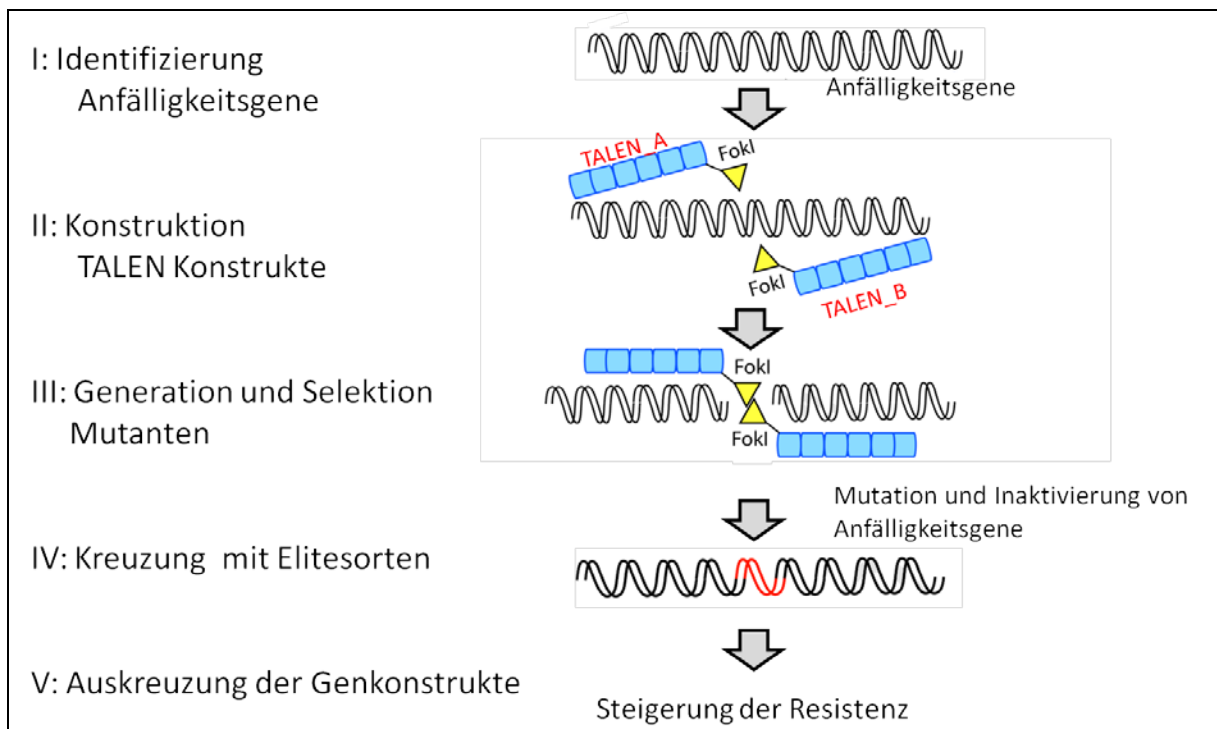 I: Identifizierung
Anfälligkeitsgene
Anfälligkeitsgene
TALEN_A
FokI
II: Konstruktion
TALEN Konstrukte
FokI
TALEN_B
III: Generation und Selektion
Mutanten
FokI
FokI
Mutation und Inaktivierung von
Anfälligkeitsgene
IV: Kreuzung mit Elitesorten
V: Auskreuzung der Genkonstrukte
Steigerung der Resistenz